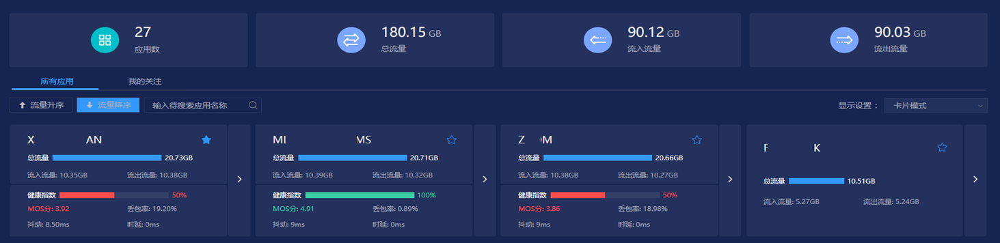 27
应用数
180.15 GB
总流量
90.12 GB
流入流量
90.03 GB
流出流量
所有应用
我的关注
流量升序
流量降序
输入待搜索应用名称
显示设置：
卡片模式
X AN
总流量 20.73GB
流入流量: 10.35GB 流出流量: 10.38GB
健康指数 50%
MOS分: 3.92 丢包率: 19.20%
抖动: 8.50ms 时延: 0ms
MI MS
总流量 20.71GB
流入流量: 10.39GB 流出流量: 10.32GB
健康指数 100%
MOS分: 4.91 丢包率: 0.89%
抖动: 9ms 时延: 0ms
Z OM
总流量 20.66GB
流入流量: 10.38GB 流出流量: 10.27GB
健康指数 50%
MOS分: 3.86 丢包率: 18.98%
抖动: 9ms 时延: 0ms
K
总流量 10.51GB
流入流量: 5.27GB 流出流量: 5.24GB